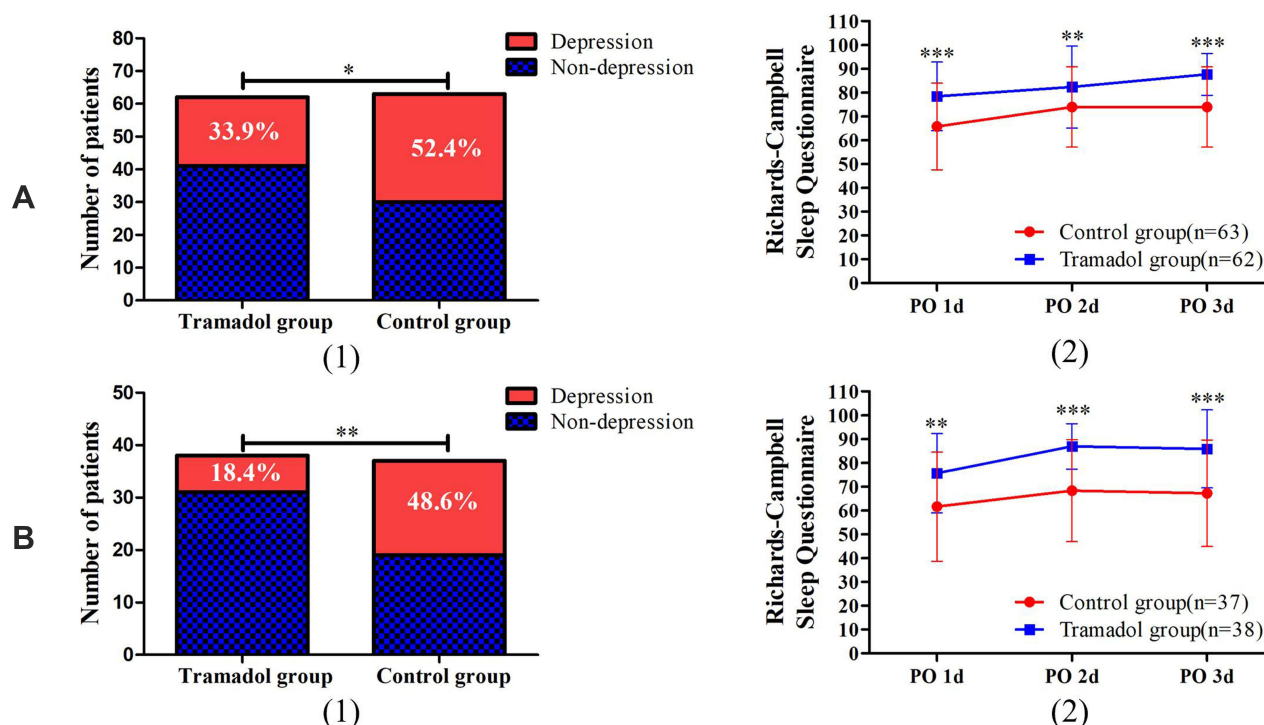 A
Number of patients
80
70
60
50
40
30
20
10
0
Depression
Non-depression
*
33.9%
52.4%
Tramadol group
Control group
(1)
Richards-Campbell
Sleep Questionnaire
110
100
90
80
70
60
50
40
30
20
10
0
***
**
***
Control group(n=63)
Tramadol group(n=62)
PO 1d
PO 2d
PO 3d
(2)
B
Number of patients
50
40
30
20
10
0
Depression
Non-depression
**
18.4%
48.6%
Tramadol group
Control group
(1)
Richards-Campbell
Sleep Questionnaire
110
100
90
80
70
60
50
40
30
20
10
0
**
***
***
Control group(n=37)
Tramadol group(n=38)
PO 1d
PO 2d
PO 3d
(2)